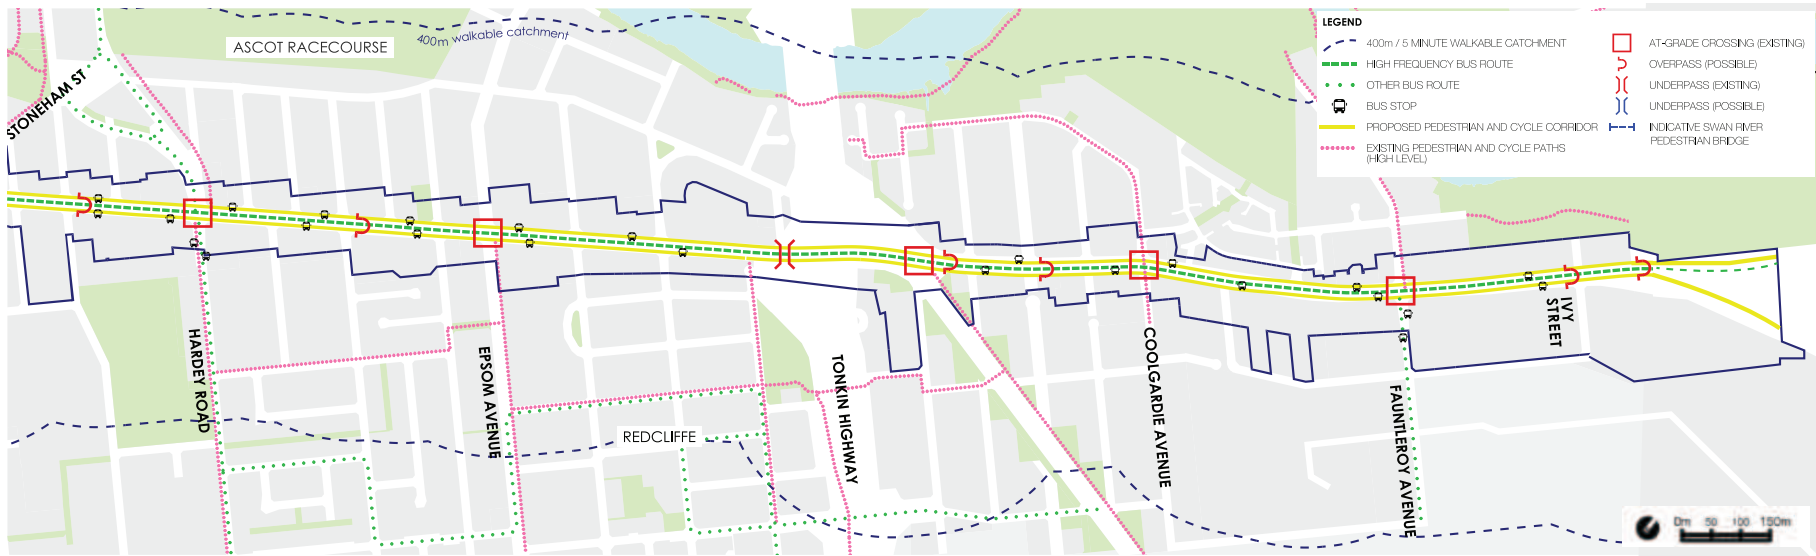 ASCOT RACECOURSE
400m walkable catchment
STONEHAM ST
LEGEND
400m / 5 MINUTE WALKABLE CATCHMENT
HIGH FREQUENCY BUS ROUTE
OTHER BUS ROUTE
BUS STOP
PROPOSED PEDESTRIAN AND CYCLE CORRIDOR
EXISTING PEDESTRIAN AND CYCLE PATHS
(HIGH LEVEL)
AT-GRADE CROSSING (EXISTING)
OVERPASS (POSSIBLE)
UNDERPASS (EXISTING)
UNDERPASS (POSSIBLE)
INDICATIVE SWAN RIVER
PEDESTRIAN BRIDGE
HARDEY ROAD
EPSOM AVENUE
REDCLIFFE
TONKIN HIGHWAY
COOLGARDIE AVENUE
FAUNTLEROY AVENUE
IVY
STREET
0m 50 100 150m